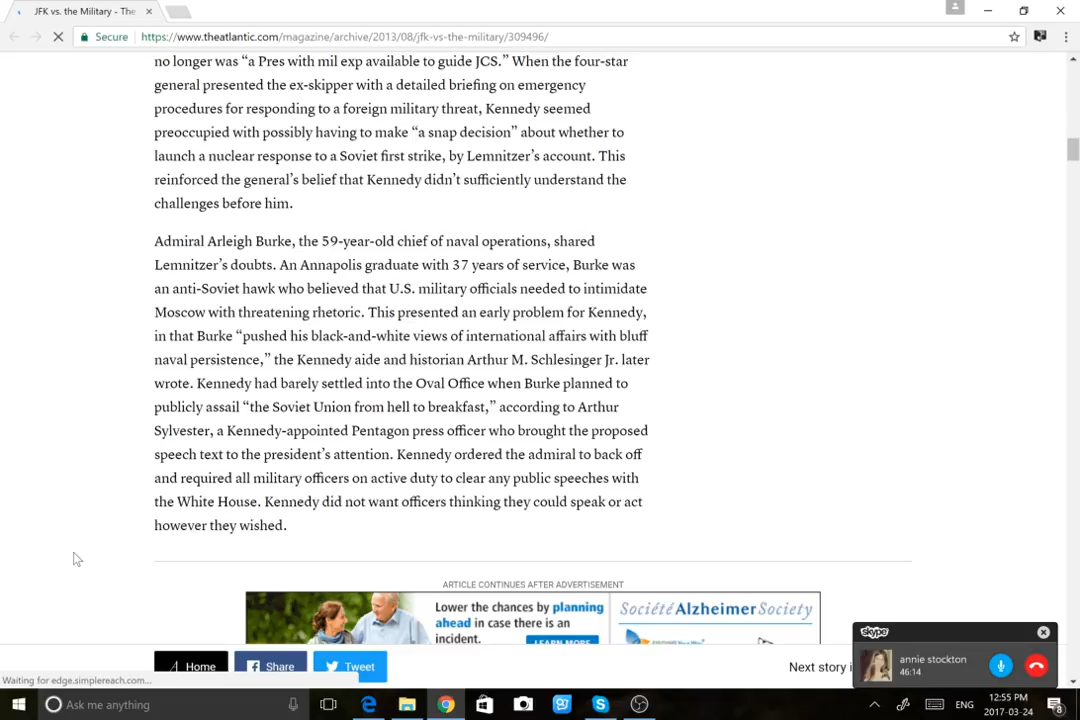 JFK vs. the Military - The
Secure
https://www.theatlantic.com/magazine/archive/2013/08/jfk-vs-the-military/309496/
no longer was “a Pres with mil exp available to guide JCS.” When the four-star
general presented the ex-skipper with a detailed briefing on emergency
procedures for responding to a foreign military threat, Kennedy seemed
preoccupied with possibly having to make “a snap decision” about whether to
launch a nuclear response to a Soviet first strike, by Lemnitzer’s account. This
reinforced the general’s belief that Kennedy didn’t sufficiently understand the
challenges before him.
Admiral Arleigh Burke, the 59-year-old chief of naval operations, shared
Lemnitzer’s doubts. An Annapolis graduate with 37 years of service, Burke was
an anti-Soviet hawk who believed that U.S. military officials needed to intimidate
Moscow with threatening rhetoric. This presented an early problem for Kennedy,
in that Burke “pushed his black-and-white views of international affairs with bluff
naval persistence,” the Kennedy aide and historian Arthur M. Schlesinger Jr. later
wrote. Kennedy had barely settled into the Oval Office when Burke planned to
publicly assail “the Soviet Union from hell to breakfast,” according to Arthur
Sylvester, a Kennedy-appointed Pentagon press officer who brought the proposed
speech text to the president’s attention. Kennedy ordered the admiral to back off
and required all military officers on active duty to clear any public speeches with
the White House. Kennedy did not want officers thinking they could speak or act
however they wished.
ARTICLE CONTINUES AFTER ADVERTISEMENT
Lower the chances by planning
ahead in case there is an
incident.
LEARN MORE
Société Alzheimer Society
A Home
Share
Tweet
Next story i
skype
annie stockton
46:14
Waiting for edge.simplereach.com...
Ask me anything
ENG
12:55 PM
2017-03-24
8